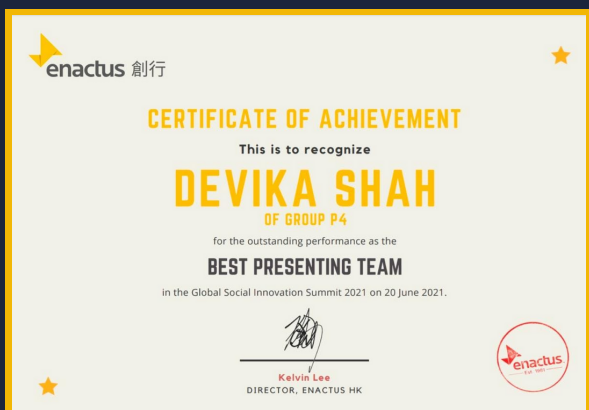 enactus 創行
CERTIFICATE OF ACHIEVEMENT
This is to recognize
DEVIKA SHAH
OF GROUP P4
for the outstanding performance as the
BEST PRESENTING TEAM
in the Global Social Innovation Summit 2021 on 20 June 2021.
Kelvin Lee
DIRECTOR, ENACTUS HK
enactus